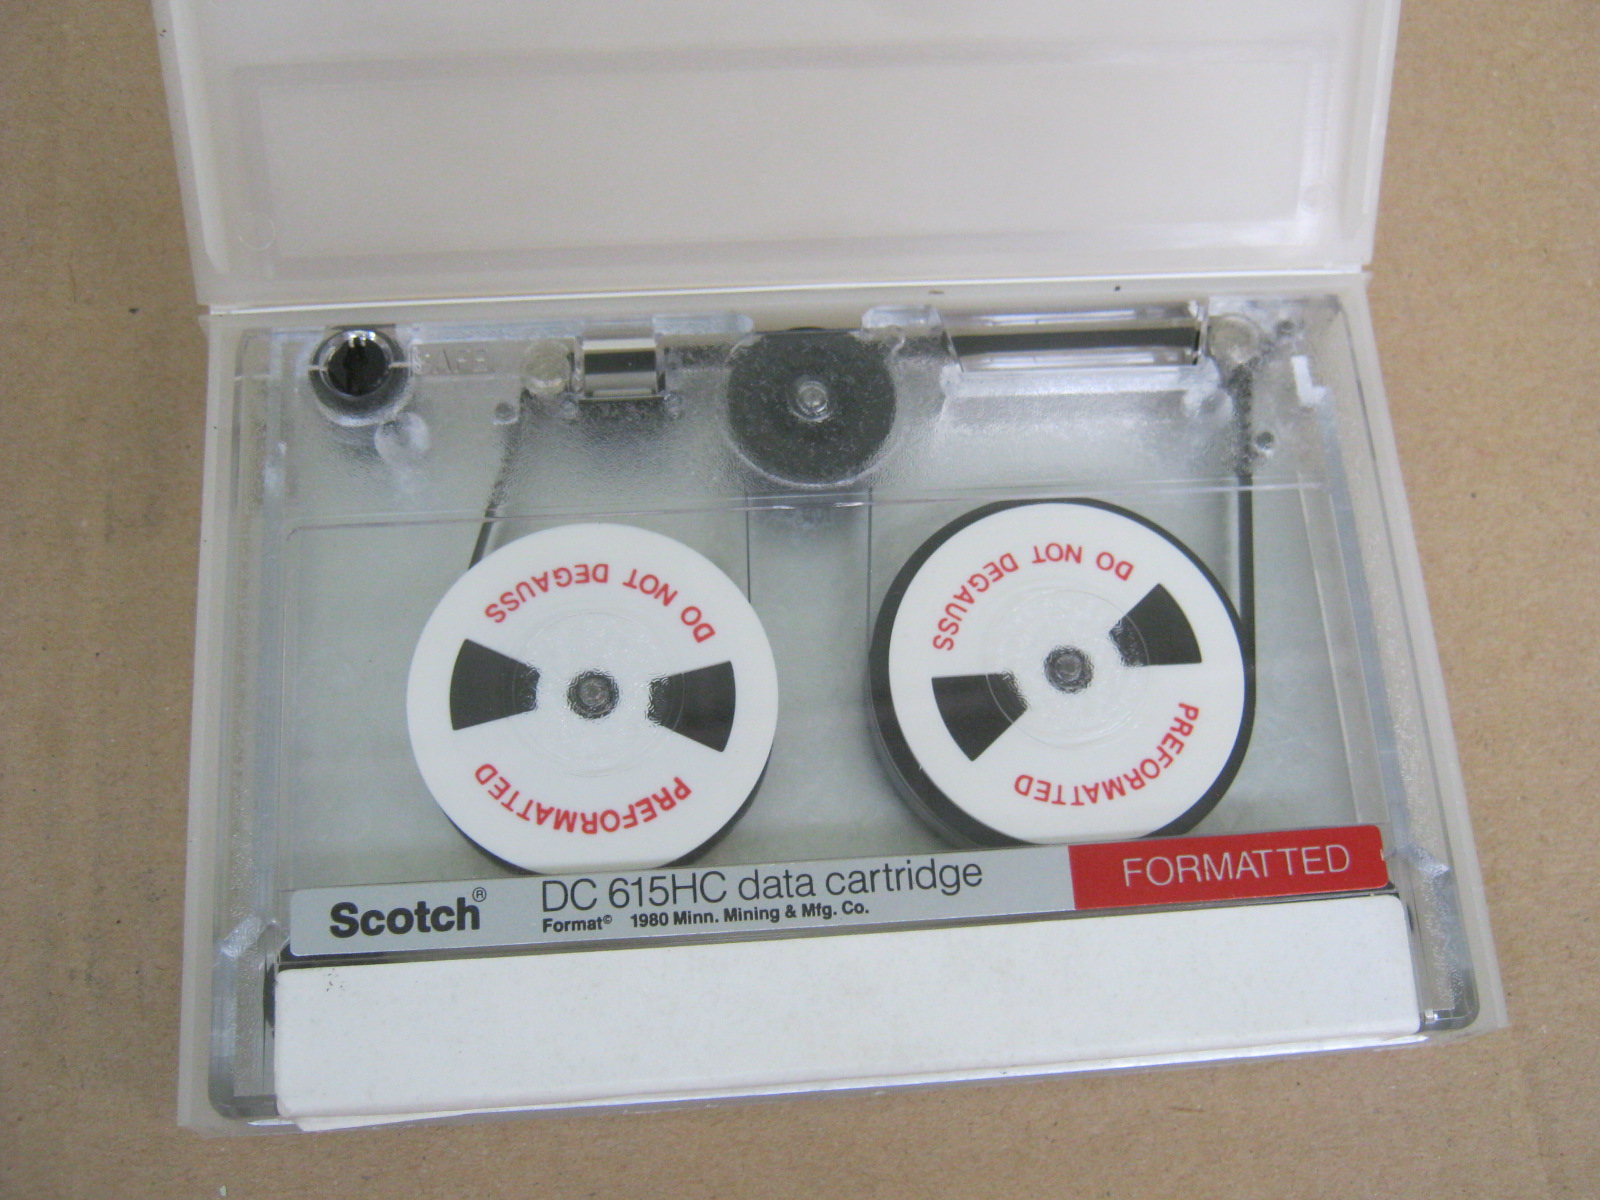 DO NOT DEGAUSS
PREFORMATTED
DO NOT DEGAUSS
PREFORMATTED
Scotch®
DC 615HC data cartridge
Format© 1980 Minn. Mining & Mfg. Co.
FORMATTED